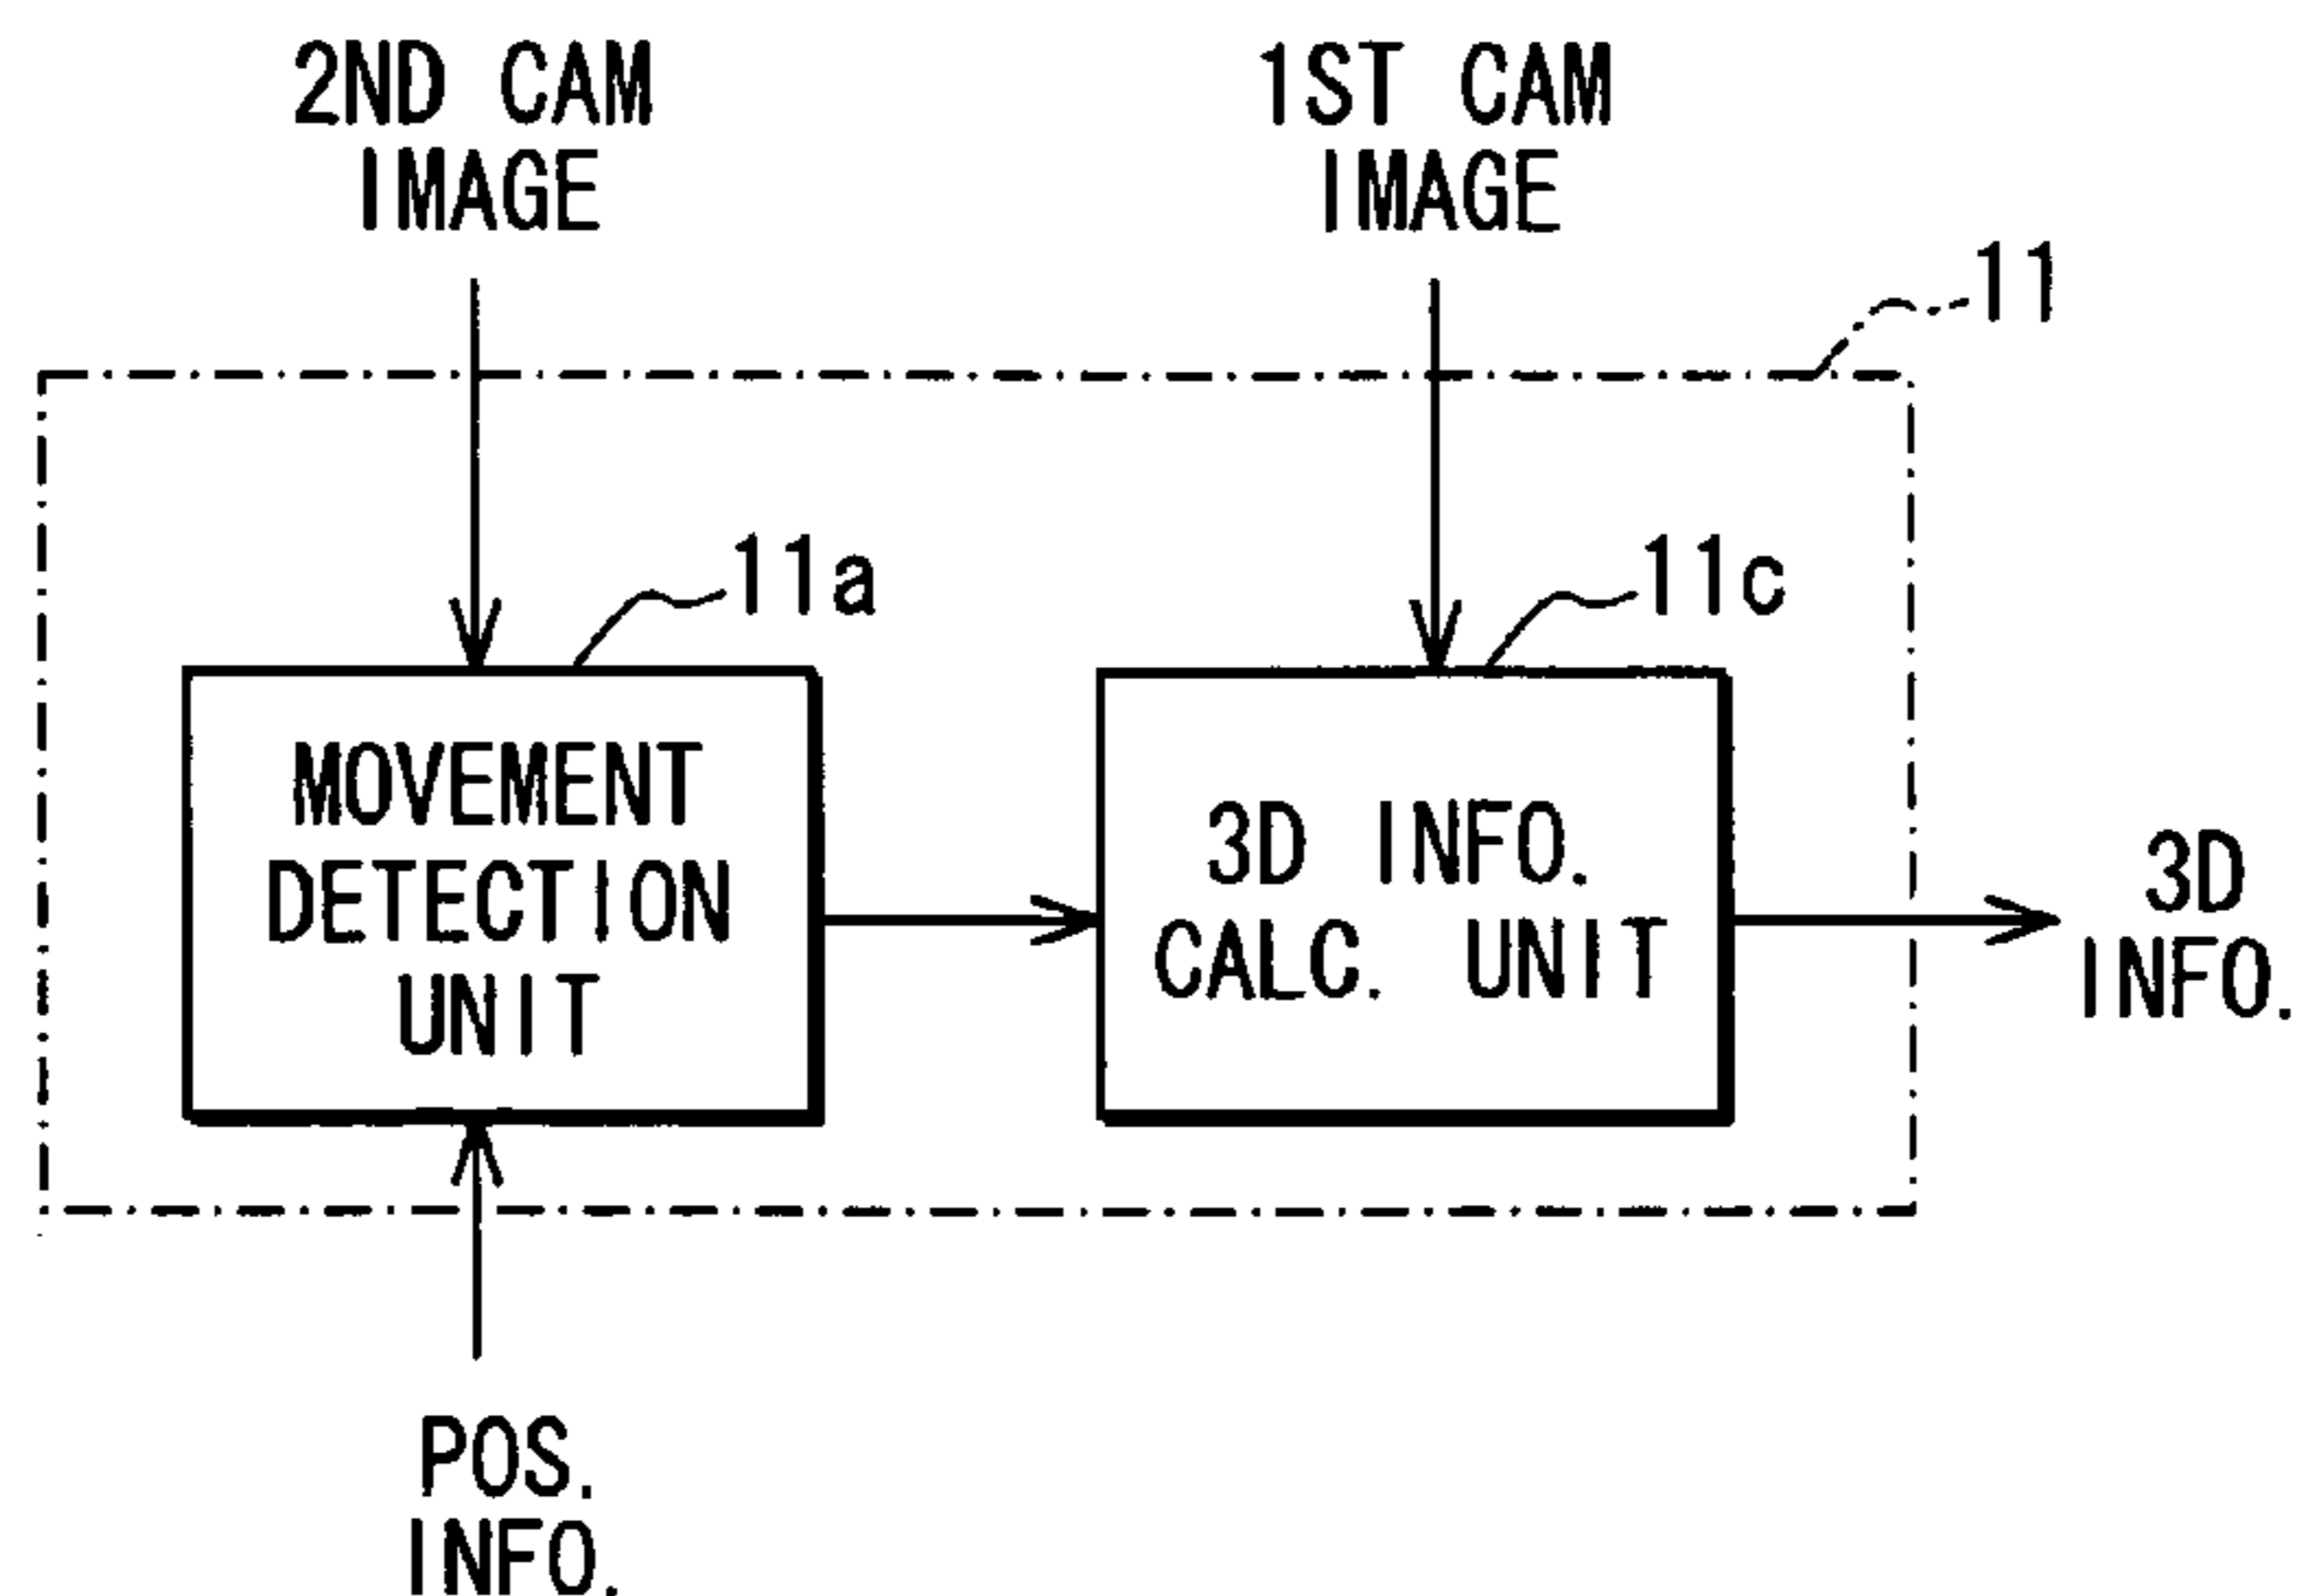 2ND CAM
IMAGE
1ST CAM
IMAGE
11
11a
11c
MOVEMENT
DETECTION
UNIT
3D INFO.
CALC. UNIT
3D
INFO.
POS.
INFO.